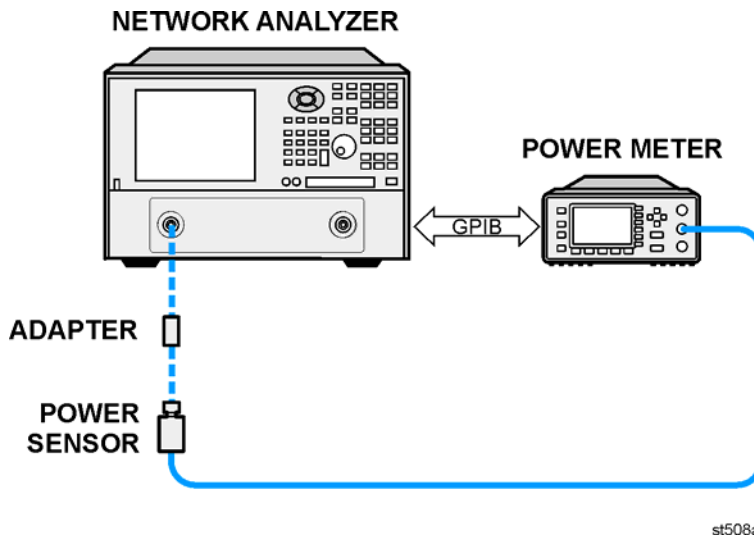 NETWORK ANALYZER
POWER METER
GPIB
ADAPTER
POWER
SENSOR
st508a